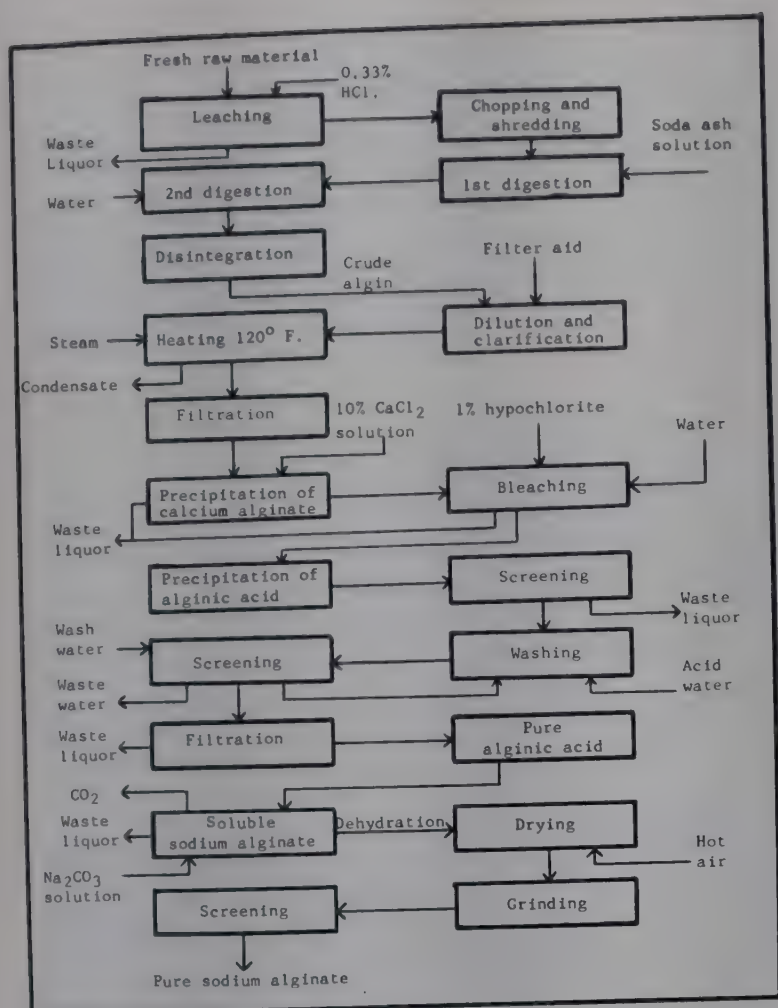 Fresh raw material
0.33%
HCl.
Leaching
Chopping and
shredding
Waste
Liquor
Soda ash
solution
Water
2nd digestion
1st digestion
Disintegration
Crude
algin
Filter aid
Steam
Heating 120° F.
Dilution and
clarification
Condensate
Filtration
10% CaCl₂
solution
1% hypochlorite
Water
Precipitation of
calcium alginate
Bleaching
Waste
liquor
Precipitation of
alginic acid
Screening
Waste
liquor
Wash
water
Screening
Washing
Waste
water
Acid
water
Waste
liquor
Filtration
Pure
alginic acid
CO₂
Waste
liquor
Soluble
sodium alginate
Dehydration
Drying
Hot
air
Na₂CO₃
solution
Screening
Grinding
Pure sodium alginate